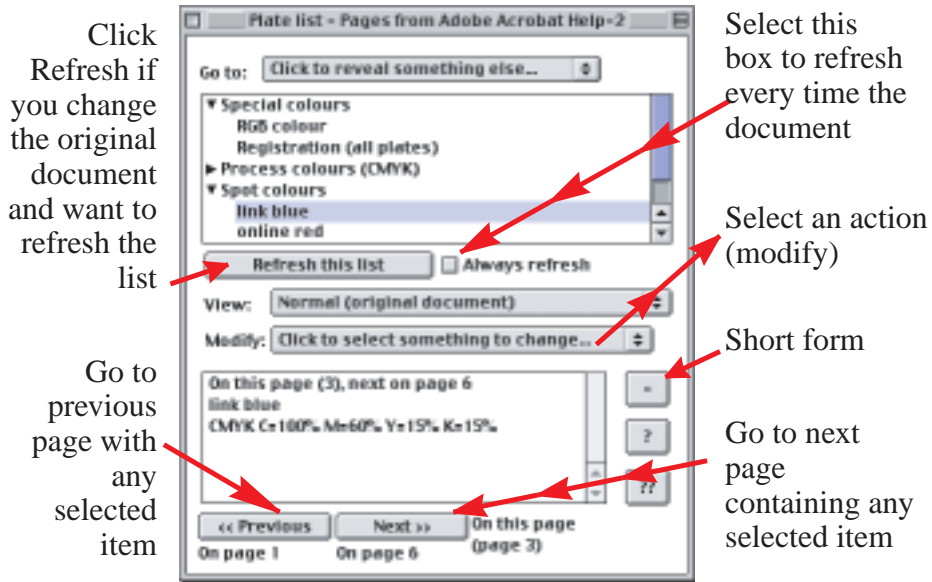 Click
Refresh if
you change
the original
document
and want to
refresh the
list
Go to
previous
page with
any
selected
item
Plate list - Pages from Adobe Acrobat Help-2
Go to: Click to reveal something else...
▼ Special colours
RGB colour
Registration (all plates)
► Process colours (CMYK)
▼ Spot colours
link blue
online red
Refresh this list
Always refresh
View: Normal (original document)
Modify: Click to select something to change...
On this page (3), next on page 6
link blue
CMYK C=100% M=60% Y=15% K=15%
-
?
??
<< Previous
Next >>
On this page
(page 3)
On page 1
On page 6
Select this
box to refresh
every time the
document
Select an action
(modify)
Short form
Go to next
page
containing any
selected item